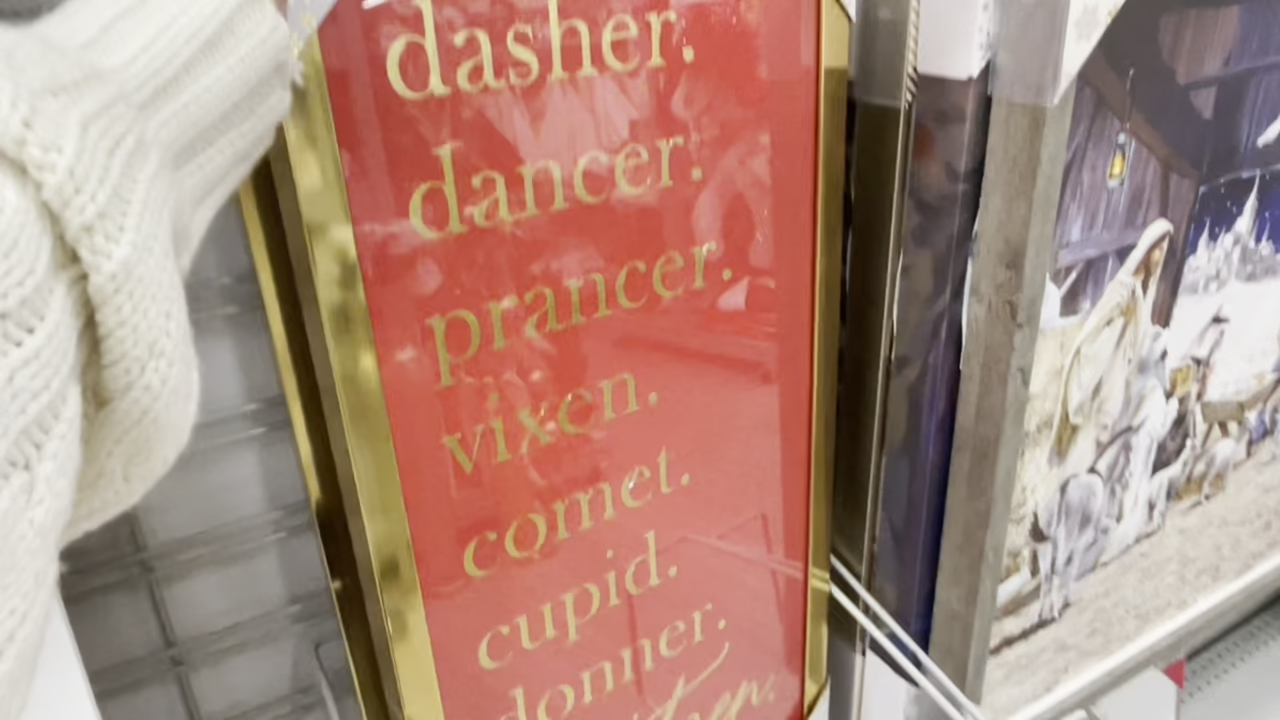 dasher.
dancer.
prancer.
vixen.
comet.
cupid.
donner.